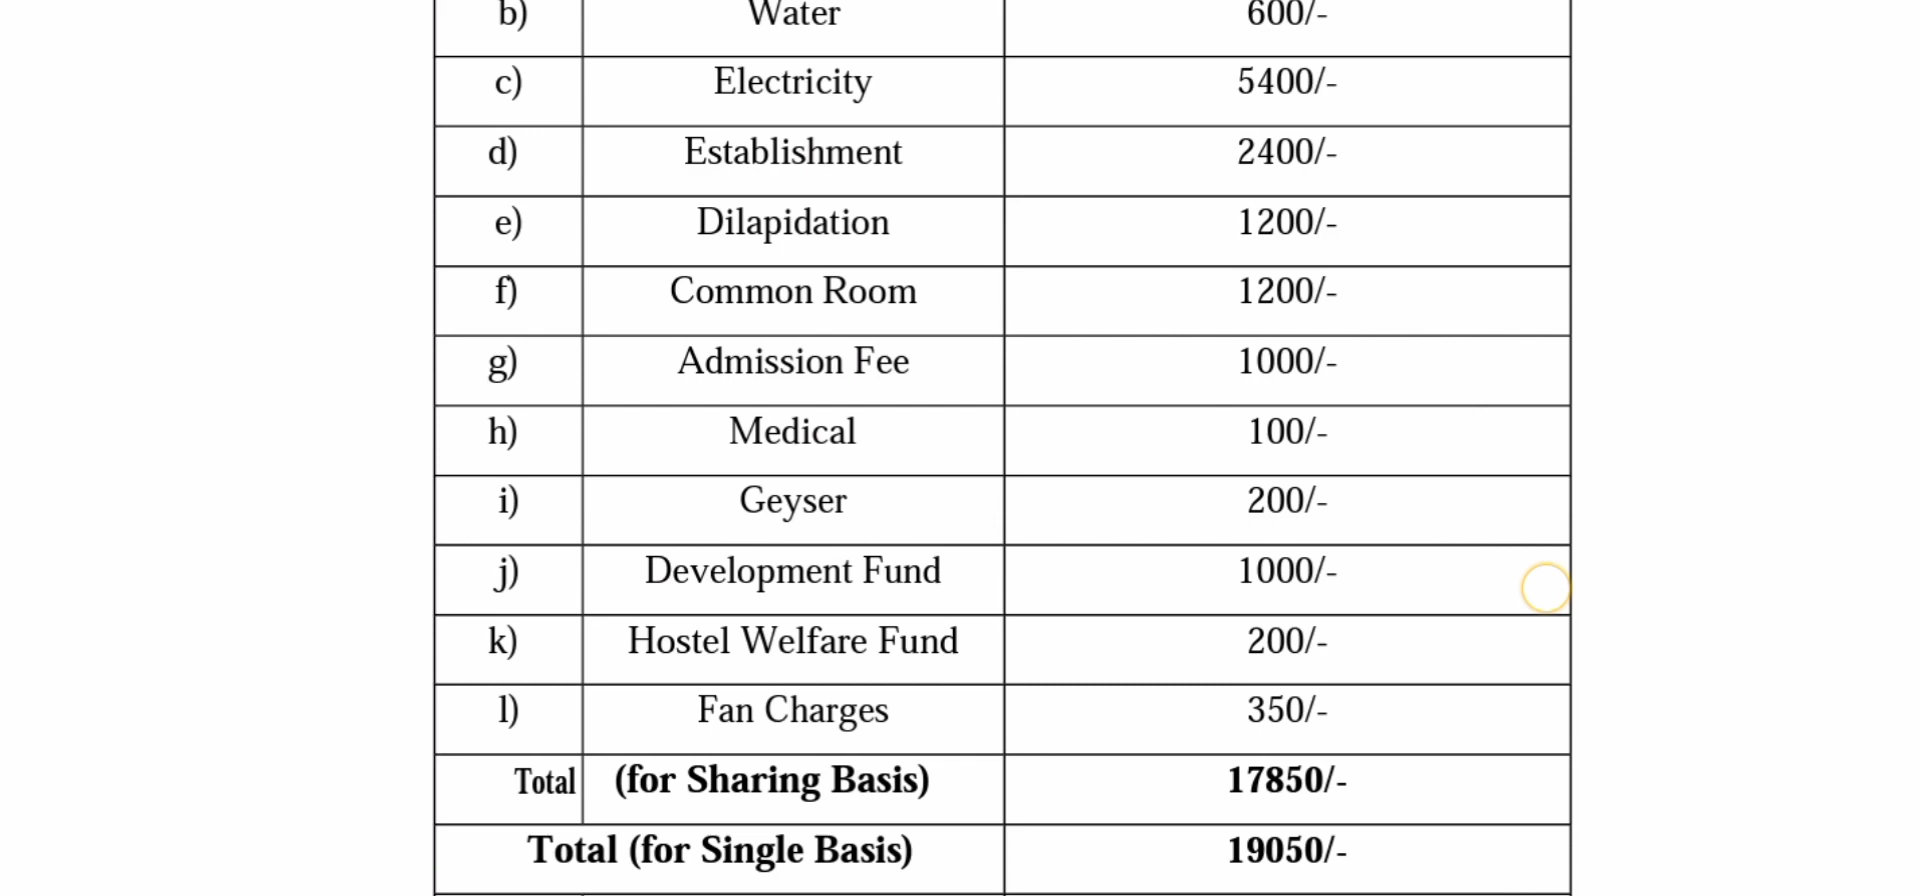 b) Water 600/-
c) Electricity 5400/-
d) Establishment 2400/-
e) Dilapidation 1200/-
f) Common Room 1200/-
g) Admission Fee 1000/-
h) Medical 100/-
i) Geyser 200/-
j) Development Fund 1000/-
k) Hostel Welfare Fund 200/-
l) Fan Charges 350/-
Total (for Sharing Basis) 17850/-
Total (for Single Basis) 19050/-